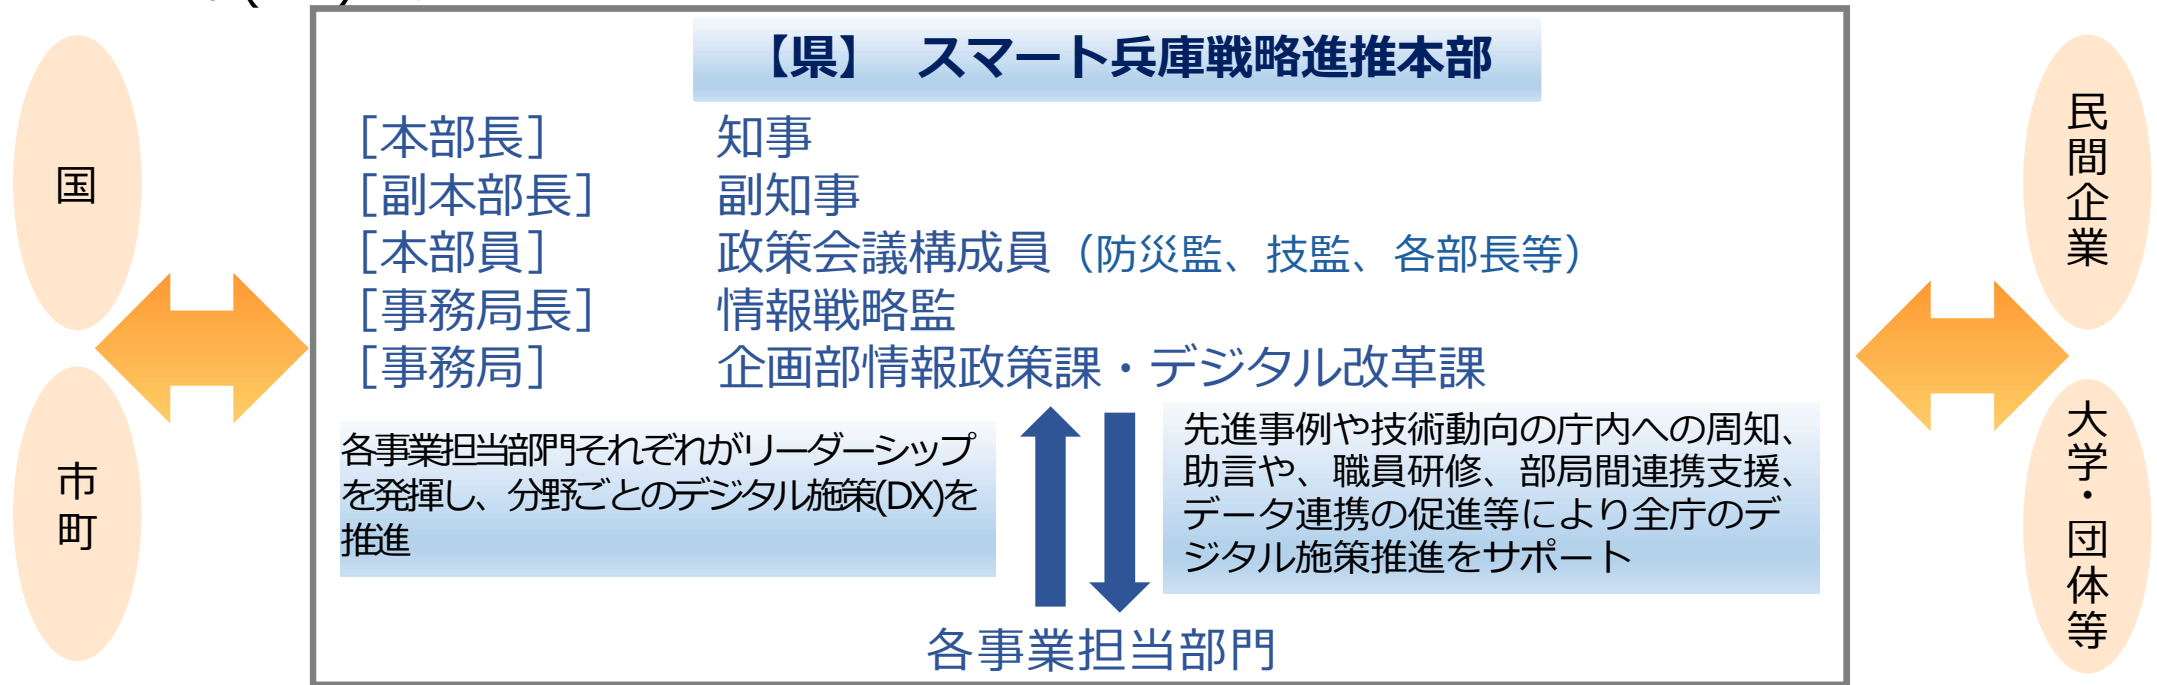 【県】　スマート兵庫戦略進推本部
国
市町
［本部長］　知事
［副本部長］　副知事
［本部員］　政策会議構成員（防災監、技監、各部長等）
［事務局長］　情報戦略監
［事務局］　企画部情報政策課・デジタル改革課
各事業担当部門それぞれがリーダーシップ
を発揮し、分野ごとのデジタル施策(DX)を
推進
先進事例や技術動向の庁内への周知、
助言や、職員研修、部局間連携支援、
データ連携の促進等により全庁のデ
ジタル施策推進をサポート
各事業担当部門
民間企業
大学・団体等